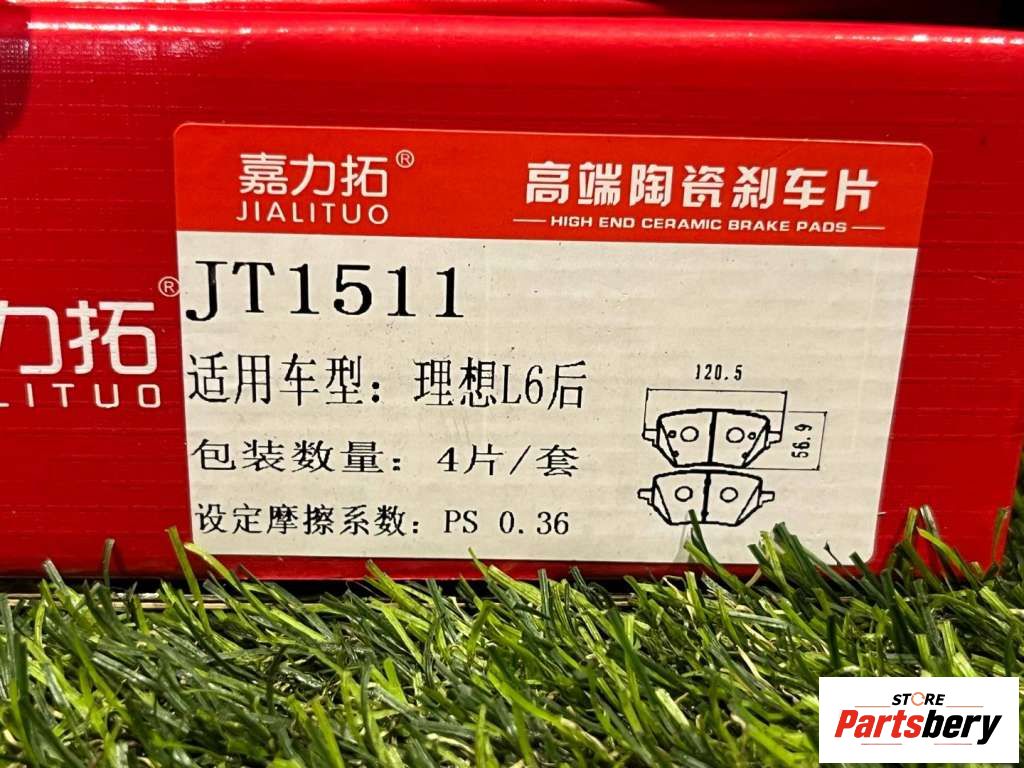 嘉力拓®
JIALITUO
高端陶瓷刹车片
HIGH END CERAMIC BRAKE PADS
力拓®
LITUO
JT1511
适用车型：理想L6后
包装数量：4片/套
设定摩擦系数：PS 0.36
120.5
56.9
STORE
Partsbery